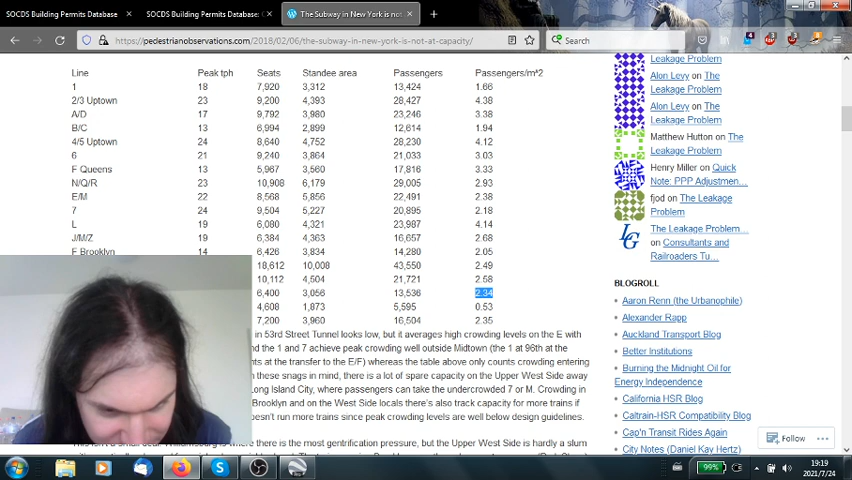 SOCDS Building Permits Database
SOCDS Building Permits Database:
The Subway in New York is not
https://pedestrianobservations.com/2018/02/06/the-subway-in-new-york-is-not-at-capacity/
Search
Line Peak tph Seats Standee area Passengers Passengers/m^2
1 18 7,920 3,312 13,424 1.66
2/3 Uptown 23 9,200 4,393 28,427 4.38
A/D 17 9,792 3,980 23,246 3.38
B/C 13 6,994 2,899 12,614 1.94
4/5 Uptown 24 8,640 4,752 28,230 4.12
6 21 9,240 3,864 21,033 3.03
F Queens 13 5,967 3,560 17,816 3.33
N/Q/R 23 10,908 6,179 29,005 2.93
E/M 22 8,568 5,856 22,491 2.38
7 24 9,504 5,227 20,895 2.18
L 19 6,080 4,321 23,987 4.14
J/M/Z 19 6,384 4,363 16,657 2.68
F Brooklyn 14 6,426 3,834 14,280 2.05
18,612 10,008 43,550 2.49
10,112 4,504 21,721 2.58
6,400 3,056 13,536 2.34
4,608 1,873 5,595 0.53
7,200 3,960 16,504 2.35
in 53rd Street Tunnel looks low, but it averages high crowding levels on the E with
nd the 1 and 7 achieve peak crowding well outside Midtown (the 1 at 96th at the
nts at the transfer to the E/F) whereas the table above only counts crowding entering
h these snags in mind, there is a lot of spare capacity on the Upper West Side away
Long Island City, where passengers can take the undercrowded 7 or M. Crowding in
Brooklyn and on the West Side locals there's also track capacity for more trains if
oesn't run more trains since peak crowding levels are well below design guidelines.
where there is the most gentrification pressure, but the Upper West Side is hardly a slum
Leakage Problem
Alon Levy on The
Leakage Problem
Alon Levy on The
Leakage Problem
Matthew Hutton on The
Leakage Problem
Henry Miller on Quick
Note: PPP Adjustmen…
fjod on The Leakage
Problem
LG
The Leakage Problem…
on Consultants and
Railroaders Tu…
BLOGROLL
Aaron Renn (the Urbanophile)
Alexander Rapp
Auckland Transport Blog
Better Institutions
Burning the Midnight Oil for
Energy Independence
California HSR Blog
Caltrain-HSR Compatibility Blog
Cap'n Transit Rides Again
City Notes (Daniel Kay Hertz)
Follow
99%
19:19
2021/7/24